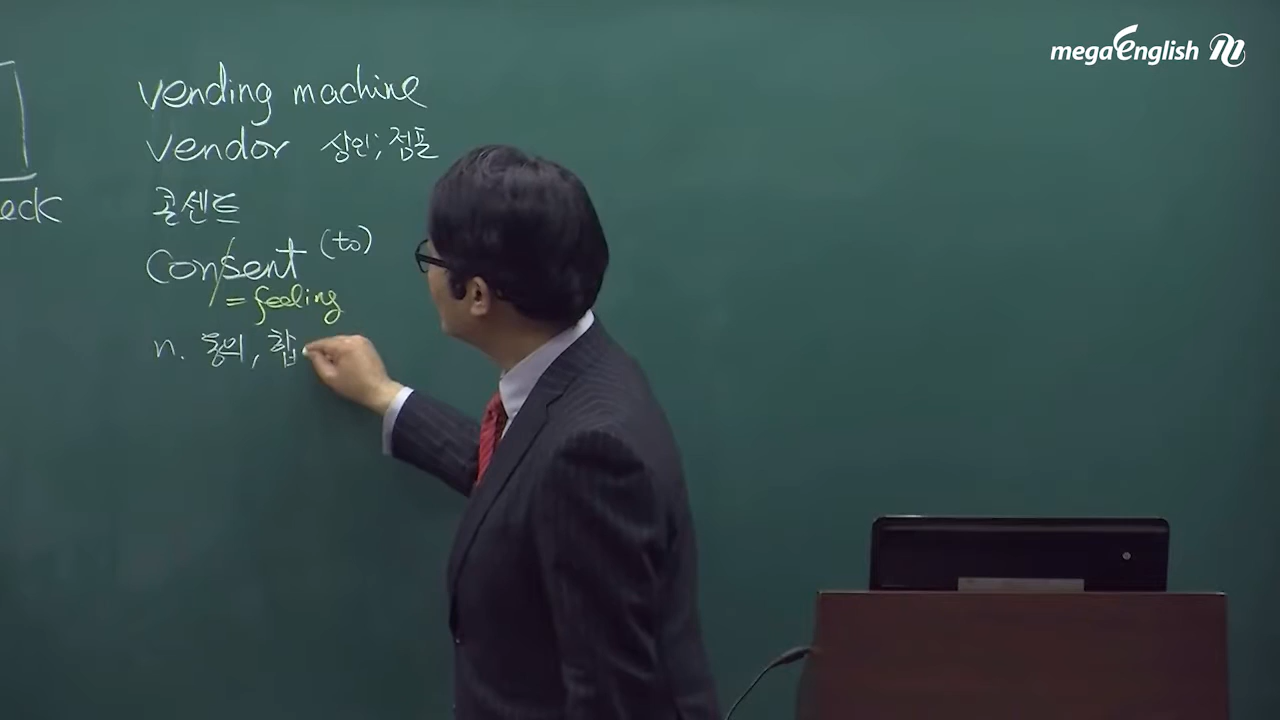 megaEnglish
vending machine
vendor 상인; 점포
콘센트
eck
Consent (to)
= feeling
n. 동의, 합